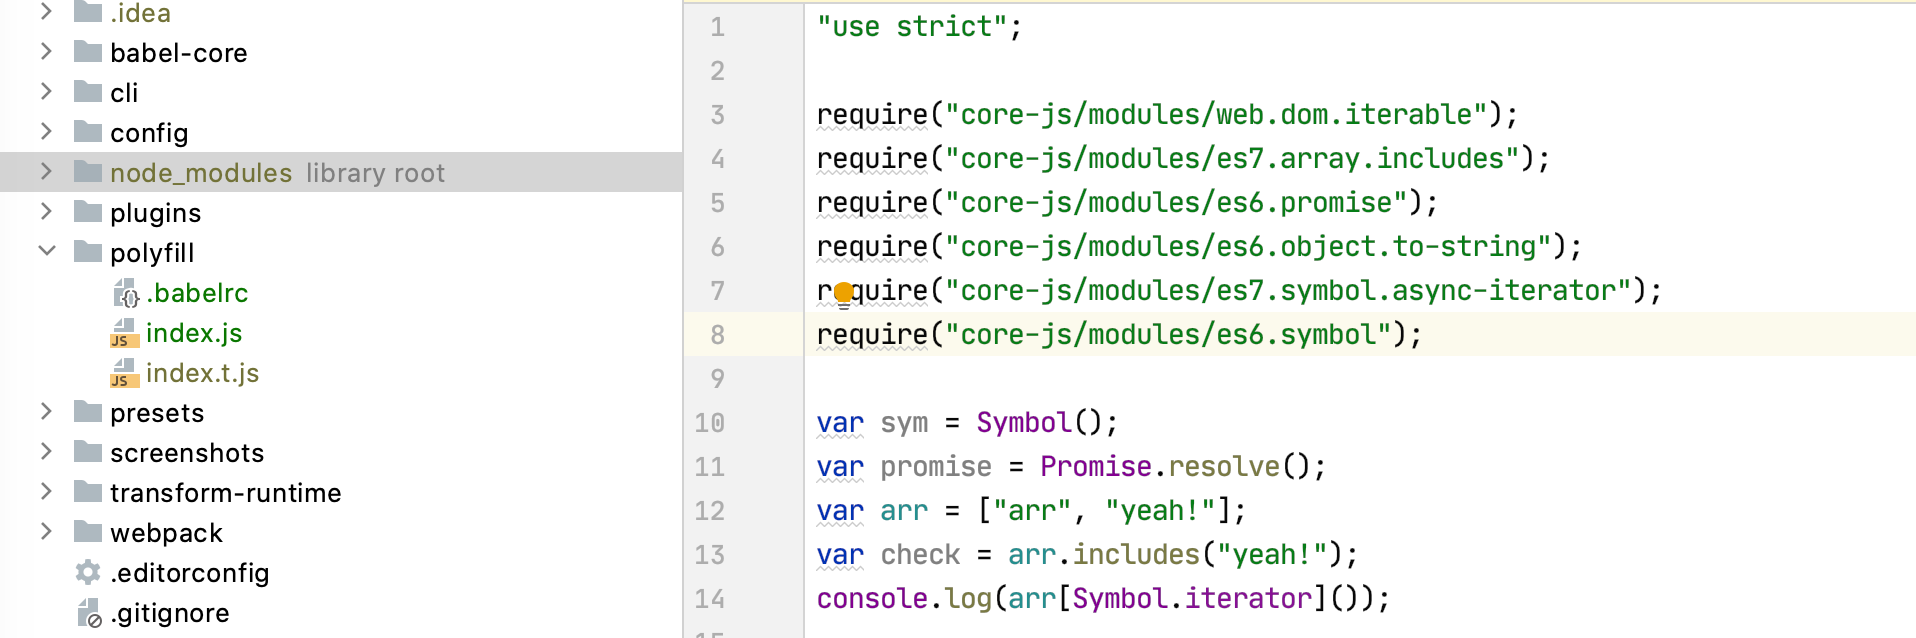 .idea
babel-core
cli
config
node_modules library root
plugins
polyfill
.babelrc
index.js
index.t.js
presets
screenshots
transform-runtime
webpack
.editorconfig
.gitignore
1 "use strict";
2
3 require("core-js/modules/web.dom.iterable");
4 require("core-js/modules/es7.array.includes");
5 require("core-js/modules/es6.promise");
6 require("core-js/modules/es6.object.to-string");
7 require("core-js/modules/es7.symbol.async-iterator");
8 require("core-js/modules/es6.symbol");
9
10 var sym = Symbol();
11 var promise = Promise.resolve();
12 var arr = ["arr", "yeah!"];
13 var check = arr.includes("yeah!");
14 console.log(arr[Symbol.iterator]());
15